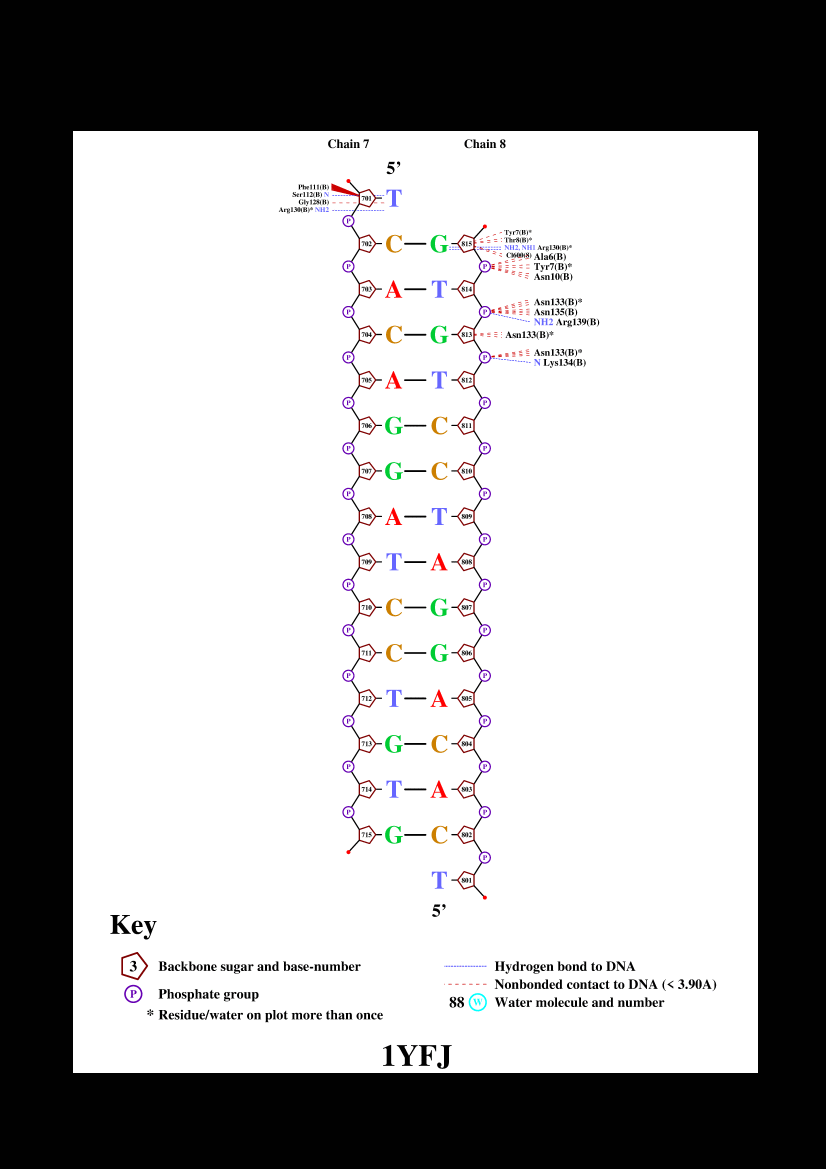 Chain 7 Chain 8
5’
Phe111(B)
Ser112(B) N
Gly128(B)
Arg130(B)* NH2
701 T
P
Tyr7(B)*
Thr8(B)*
NH2, NH1 Arg130(B)*
Cl600(8)
702 C G 815
Ala6(B)
P P Tyr7(B)*
Asn10(B)
703 A T 814
Asn133(B)*
P P Asn135(B)
NH2 Arg139(B)
704 C G 813 Asn133(B)*
P P Asn133(B)*
N Lys134(B)
705 A T 812
P P
706 G C 811
P P
707 G C 810
P P
708 A T 809
P P
709 T A 808
P P
710 C G 807
P P
711 C G 806
P P
712 T A 805
P P
713 G C 804
P P
714 T A 803
P P
715 G C 802
P
T 801
5’
Key
3 Backbone sugar and base-number
P Phosphate group
* Residue/water on plot more than once
Hydrogen bond to DNA
Nonbonded contact to DNA (< 3.90A)
88 W Water molecule and number
1YFJ